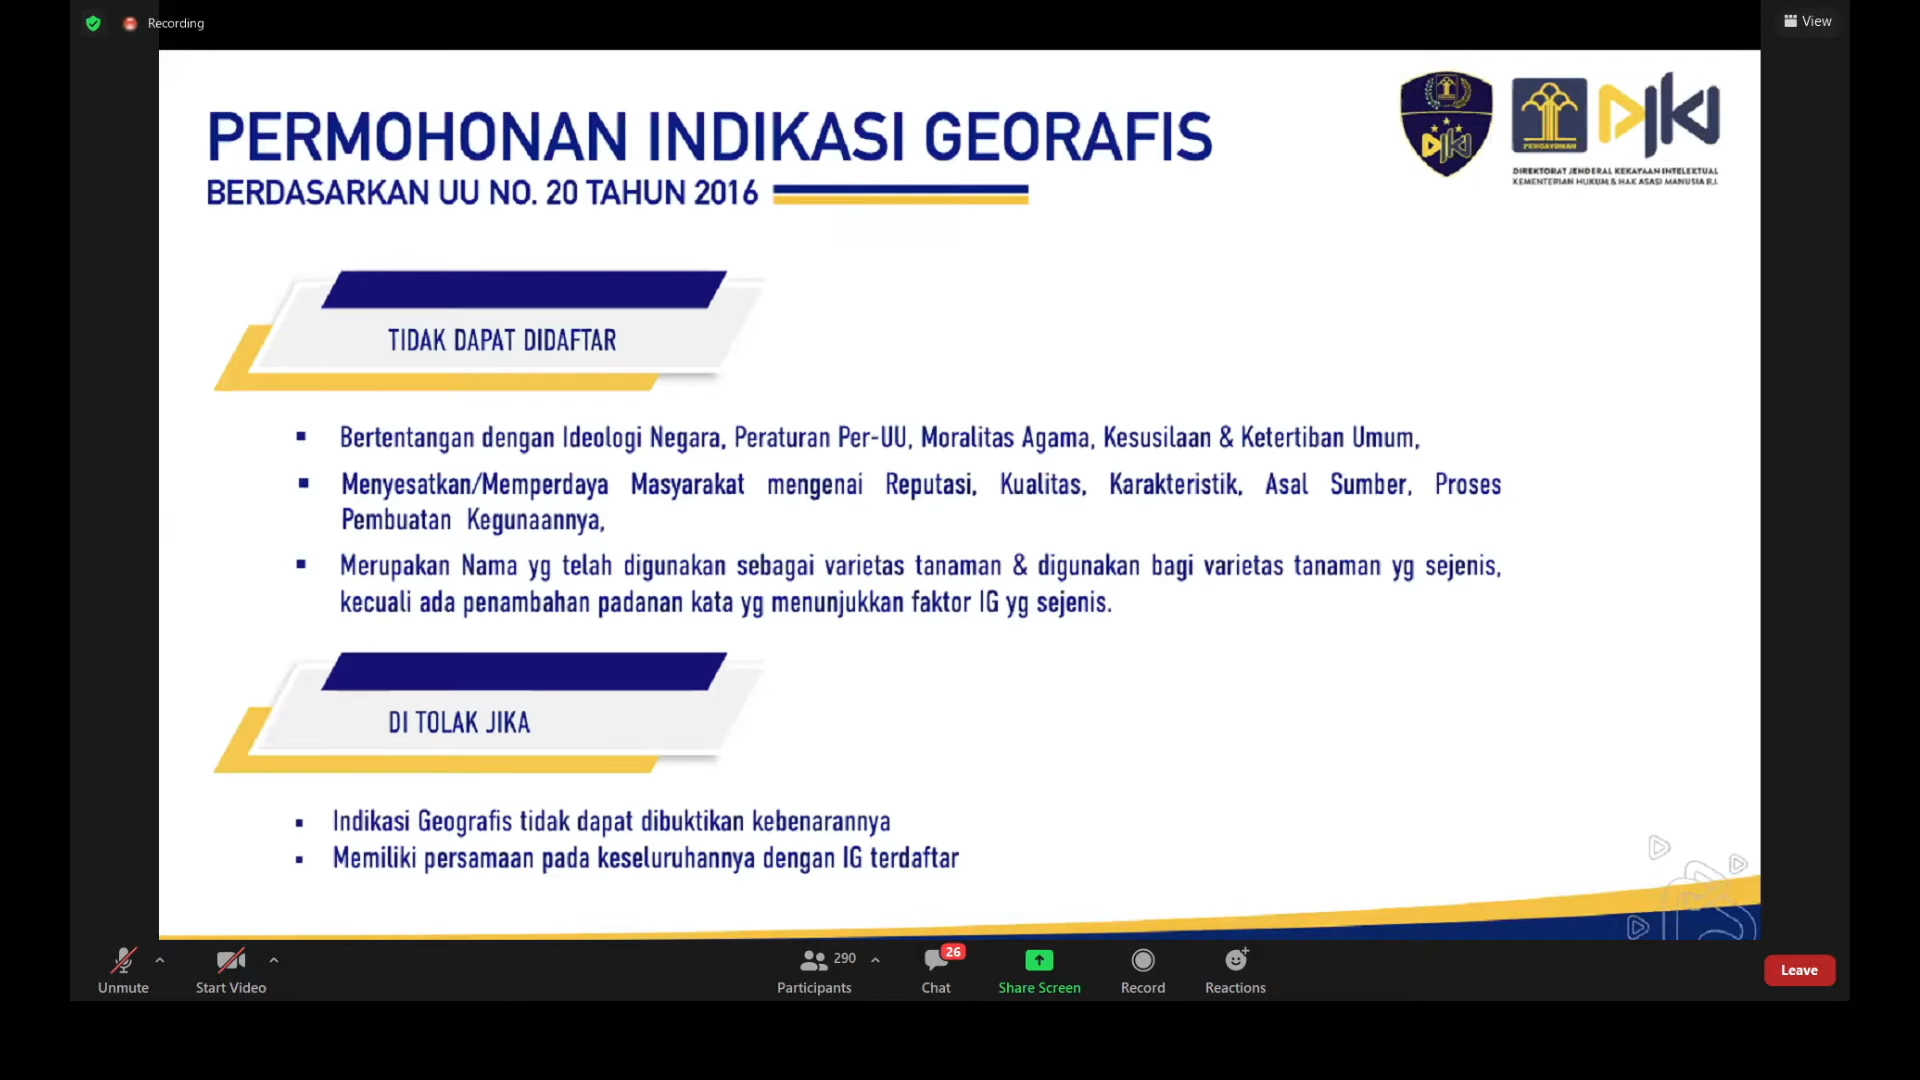 Recording
View
PERMOHONAN INDIKASI GEORAFIS
BERDASARKAN UU NO. 20 TAHUN 2016
PENGAYOMAN
DIREKTORAT JENDERAL KEKAYAAN INTELEKTUAL
KEMENTERIAN HUKUM & HAK ASASI MANUSIA R.I.
TIDAK DAPAT DIDAFTAR
▪ Bertentangan dengan Ideologi Negara, Peraturan Per-UU, Moralitas Agama, Kesusilaan & Ketertiban Umum,
▪ Menyesatkan/Memperdaya Masyarakat mengenai Reputasi, Kualitas, Karakteristik, Asal Sumber, Proses
Pembuatan Kegunaannya,
▪ Merupakan Nama yg telah digunakan sebagai varietas tanaman & digunakan bagi varietas tanaman yg sejenis,
kecuali ada penambahan padanan kata yg menunjukkan faktor IG yg sejenis.
DI TOLAK JIKA
▪ Indikasi Geografis tidak dapat dibuktikan kebenarannya
▪ Memiliki persamaan pada keseluruhannya dengan IG terdaftar
290
26
Unmute
Start Video
Participants
Chat
Share Screen
Record
Reactions
Leave